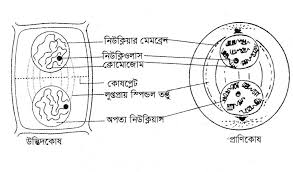 নিউক্লিয়ার মেমব্রেন
নিউক্লিওলাস
ক্রোমোজোম
কোষপ্লেট
লুপ্তপ্রায় স্পিন্ডল তন্তু
অপত্য নিউক্লিয়াস
উদ্ভিদকোষ
প্রাণিকোষ